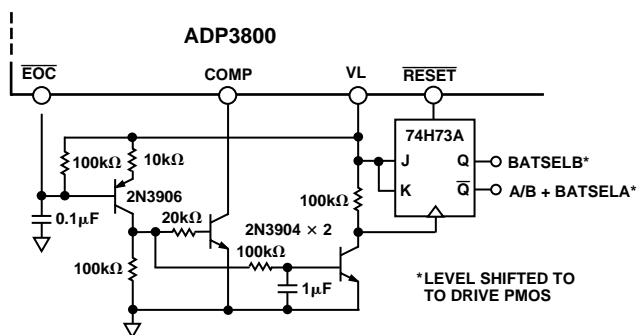 ADP3800
EOC COMP VL RESET
74H73A
100kΩ 10kΩ
J Q BATSELB*
K Q A/B + BATSELA*
2N3906
100kΩ
0.1μF
20kΩ
2N3904 × 2
100kΩ
100kΩ
1μF
*LEVEL SHIFTED TO
TO DRIVE PMOS